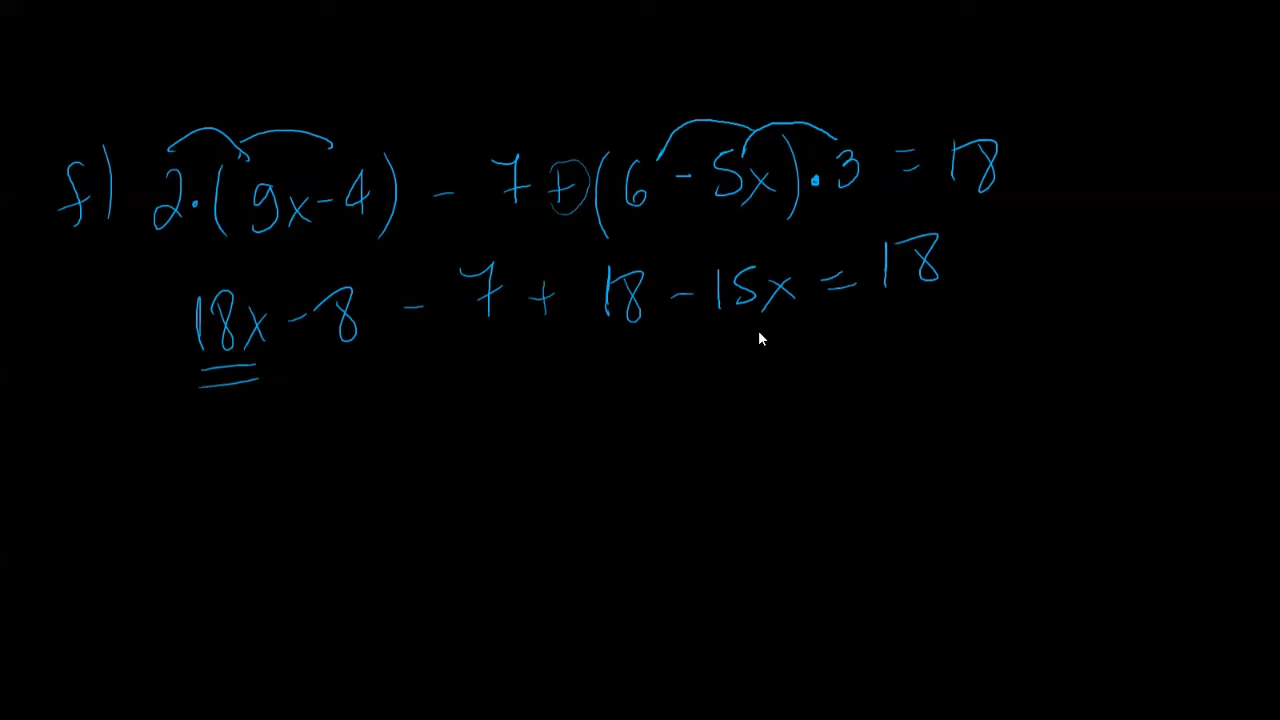 f) 2·(9x-4) - 7 + (6 - 5x)·3 = 18
18x - 8 - 7 + 18 - 15x = 18